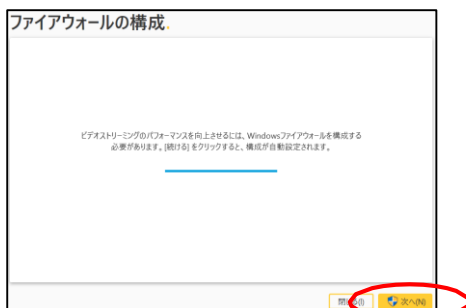 ファイアウォールの構成.
ビデオストリーミングのパフォーマンスを向上させるには、Windowsファイアウォールを構成する
必要があります。[続ける] をクリックすると、構成が自動設定されます。
次へ(N)